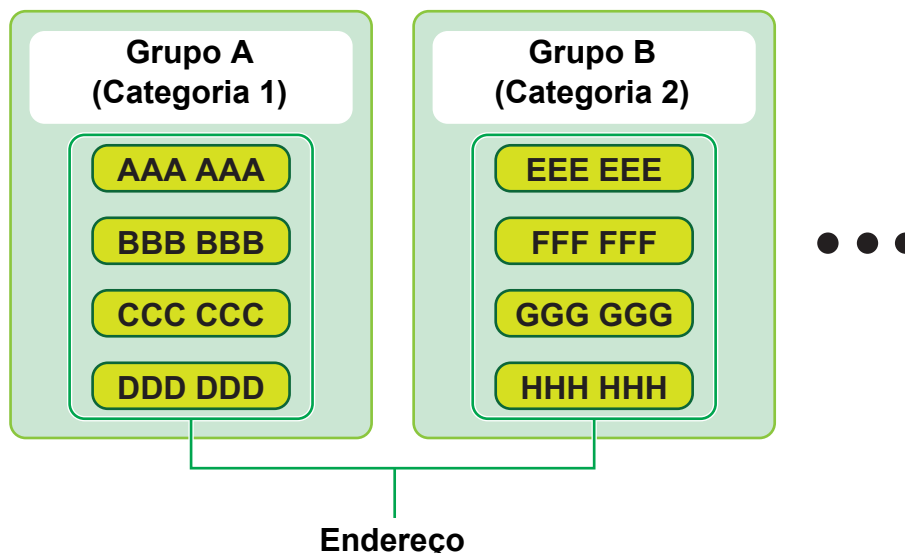 Grupo A
(Categoria 1)
AAA AAA
BBB BBB
CCC CCC
DDD DDD
Grupo B
(Categoria 2)
EEE EEE
FFF FFF
GGG GGG
HHH HHH
Endereço